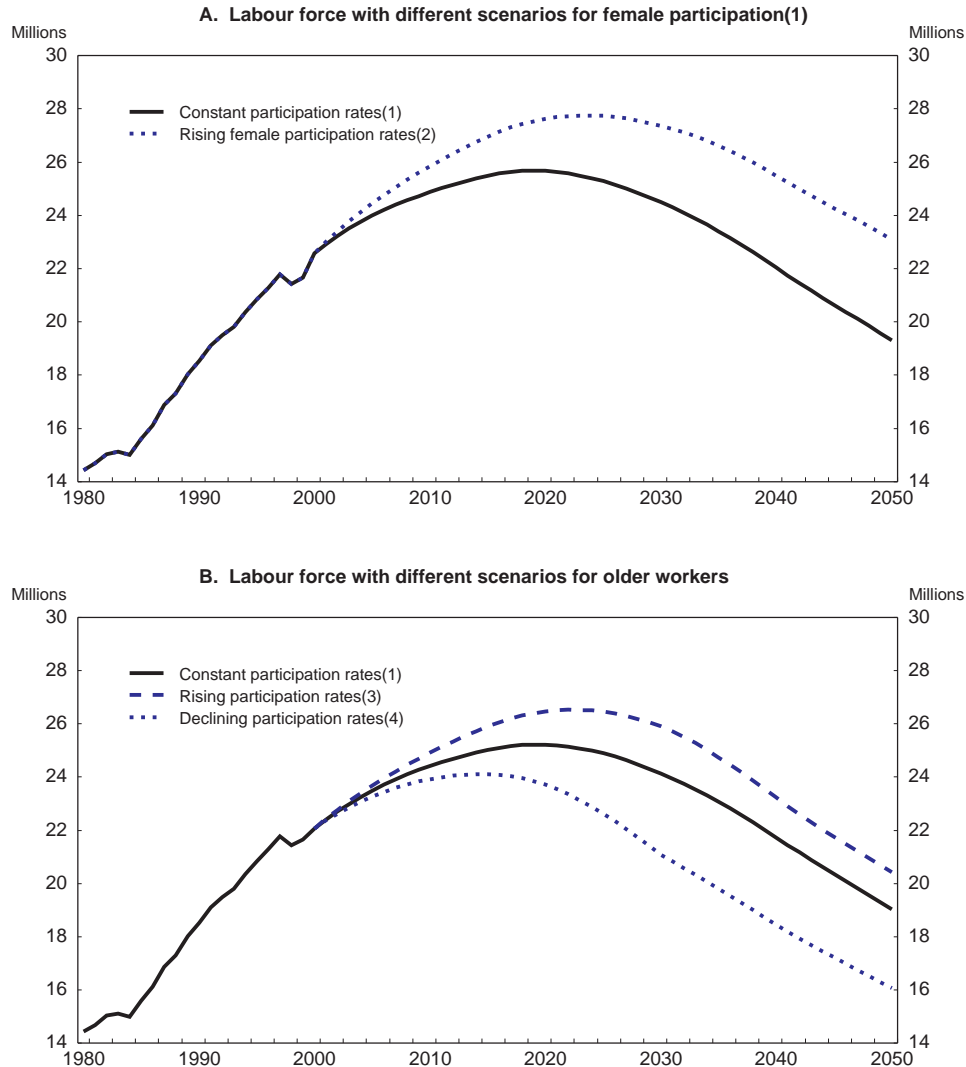 A. Labour force with different scenarios for female participation(1)
Millions Millions
30 30
28 28
Constant participation rates(1)
Rising female participation rates(2)
26 26
24 24
22 22
20 20
18 18
16 16
14 14
1980 1990 2000 2010 2020 2030 2040 2050
B. Labour force with different scenarios for older workers
Millions Millions
30 30
28 28
Constant participation rates(1)
Rising participation rates(3)
Declining participation rates(4)
26 26
24 24
22 22
20 20
18 18
16 16
14 14
1980 1990 2000 2010 2020 2030 2040 2050